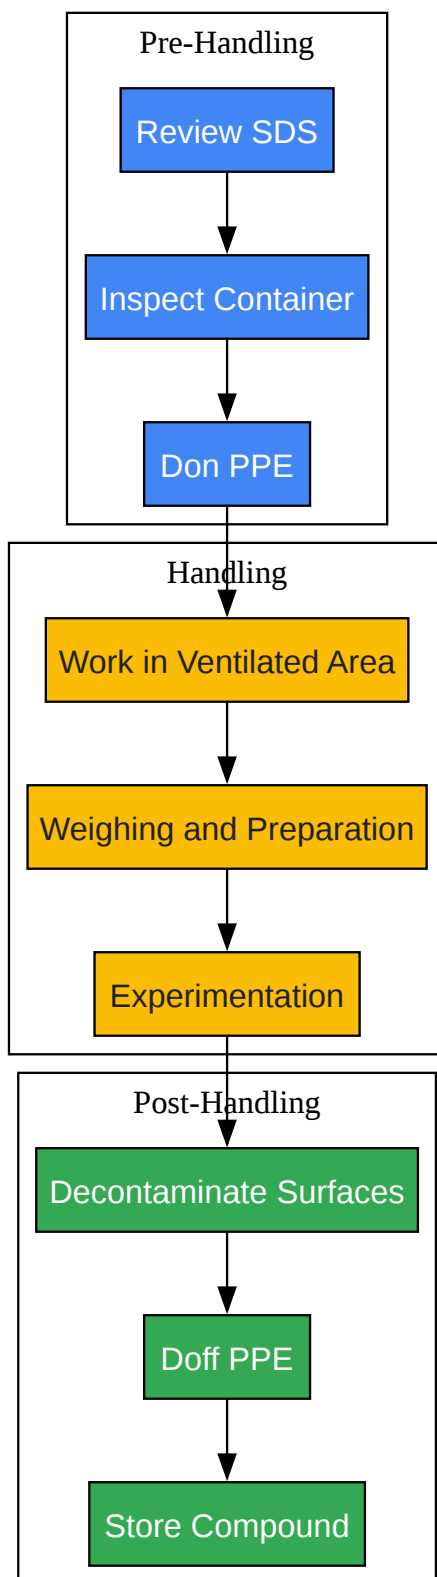 Pre-Handling
Review SDS
Inspect Container
Don PPE
Handling
Work in Ventilated Area
Weighing and Preparation
Experimentation
Post-Handling
Decontaminate Surfaces
Doff PPE
Store Compound